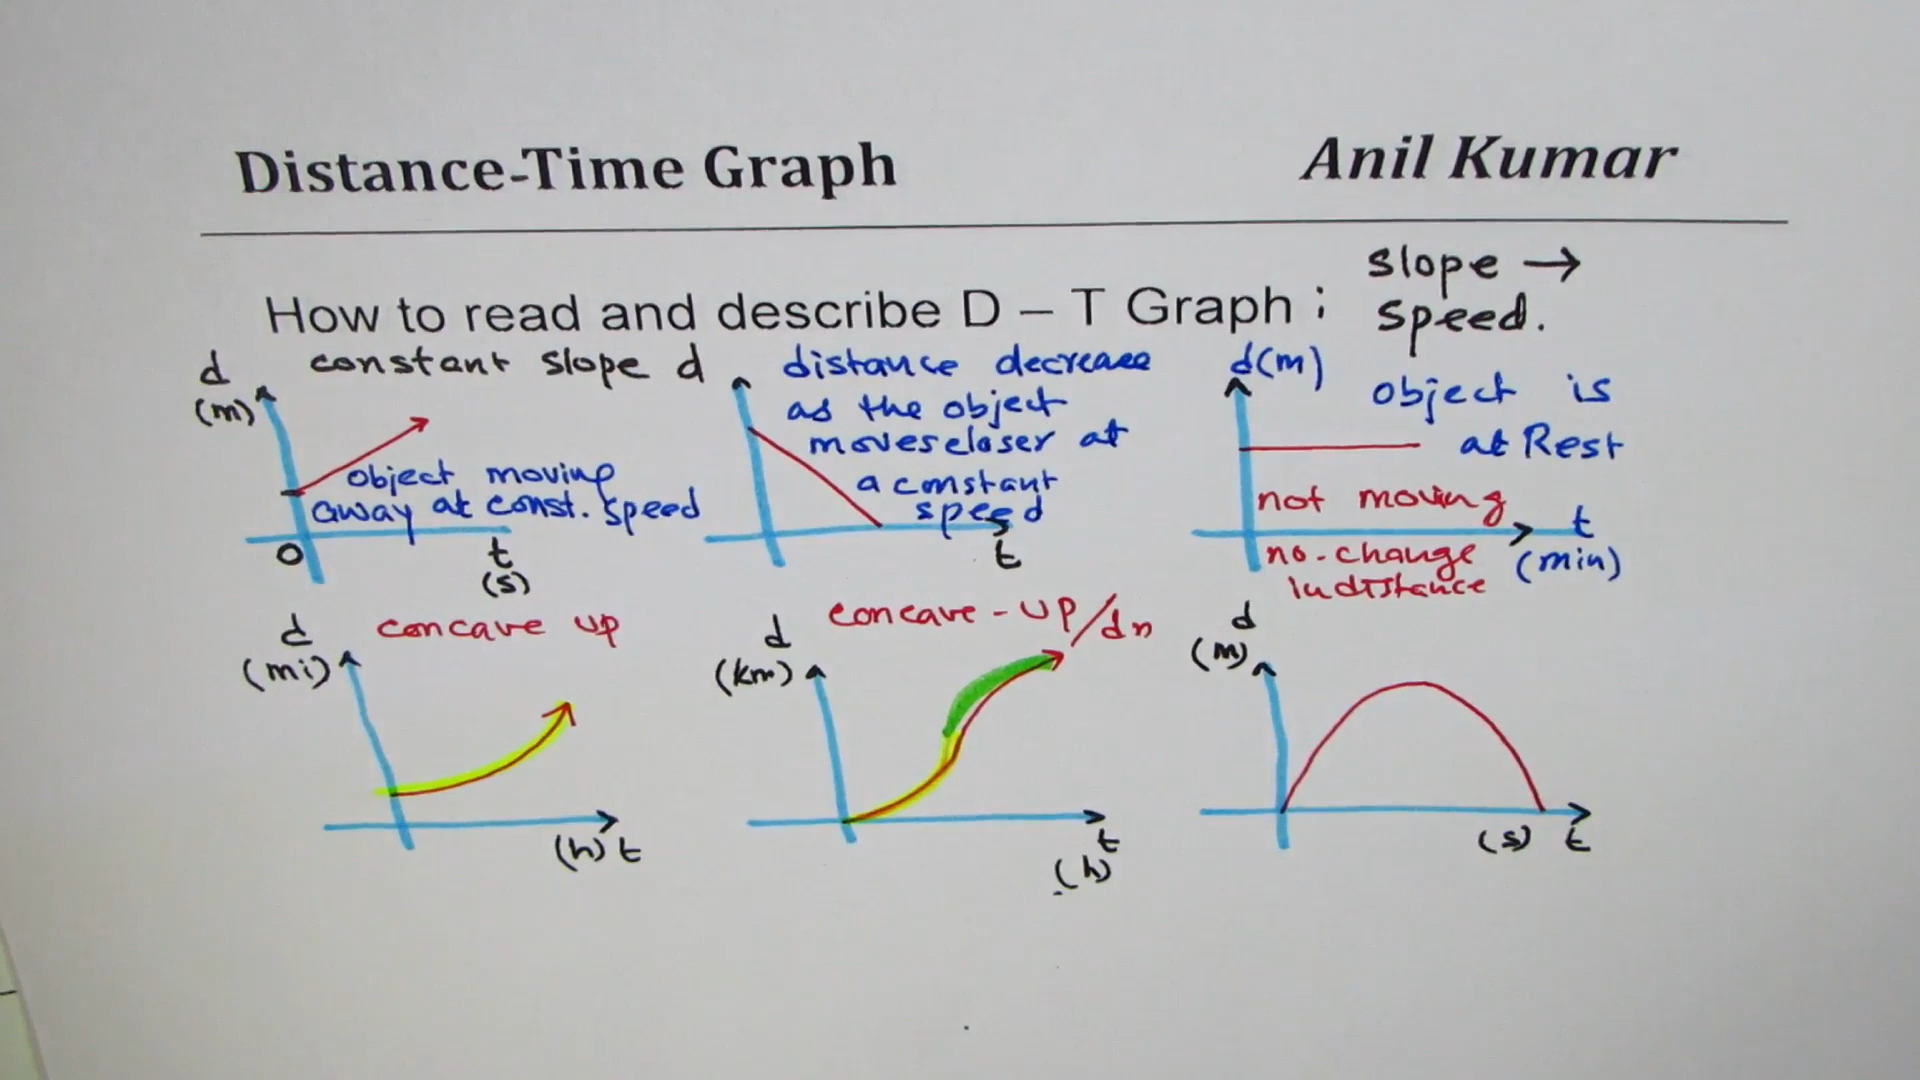 Distance-Time Graph
Anil Kumar
How to read and describe D – T Graph :
slope →
speed.
d
(m)
constant slope
object moving
away at const. speed
0
t
(s)
d
distance decrease
as the object
moves closer at
a constant
speed
t
d(m)
object is
at Rest
not moving
t
(min)
no-change
in distance
d
(mi)
concave up
(h) t
d
(km)
concave-up/dn
t
(h)
d
(m)
(s) t